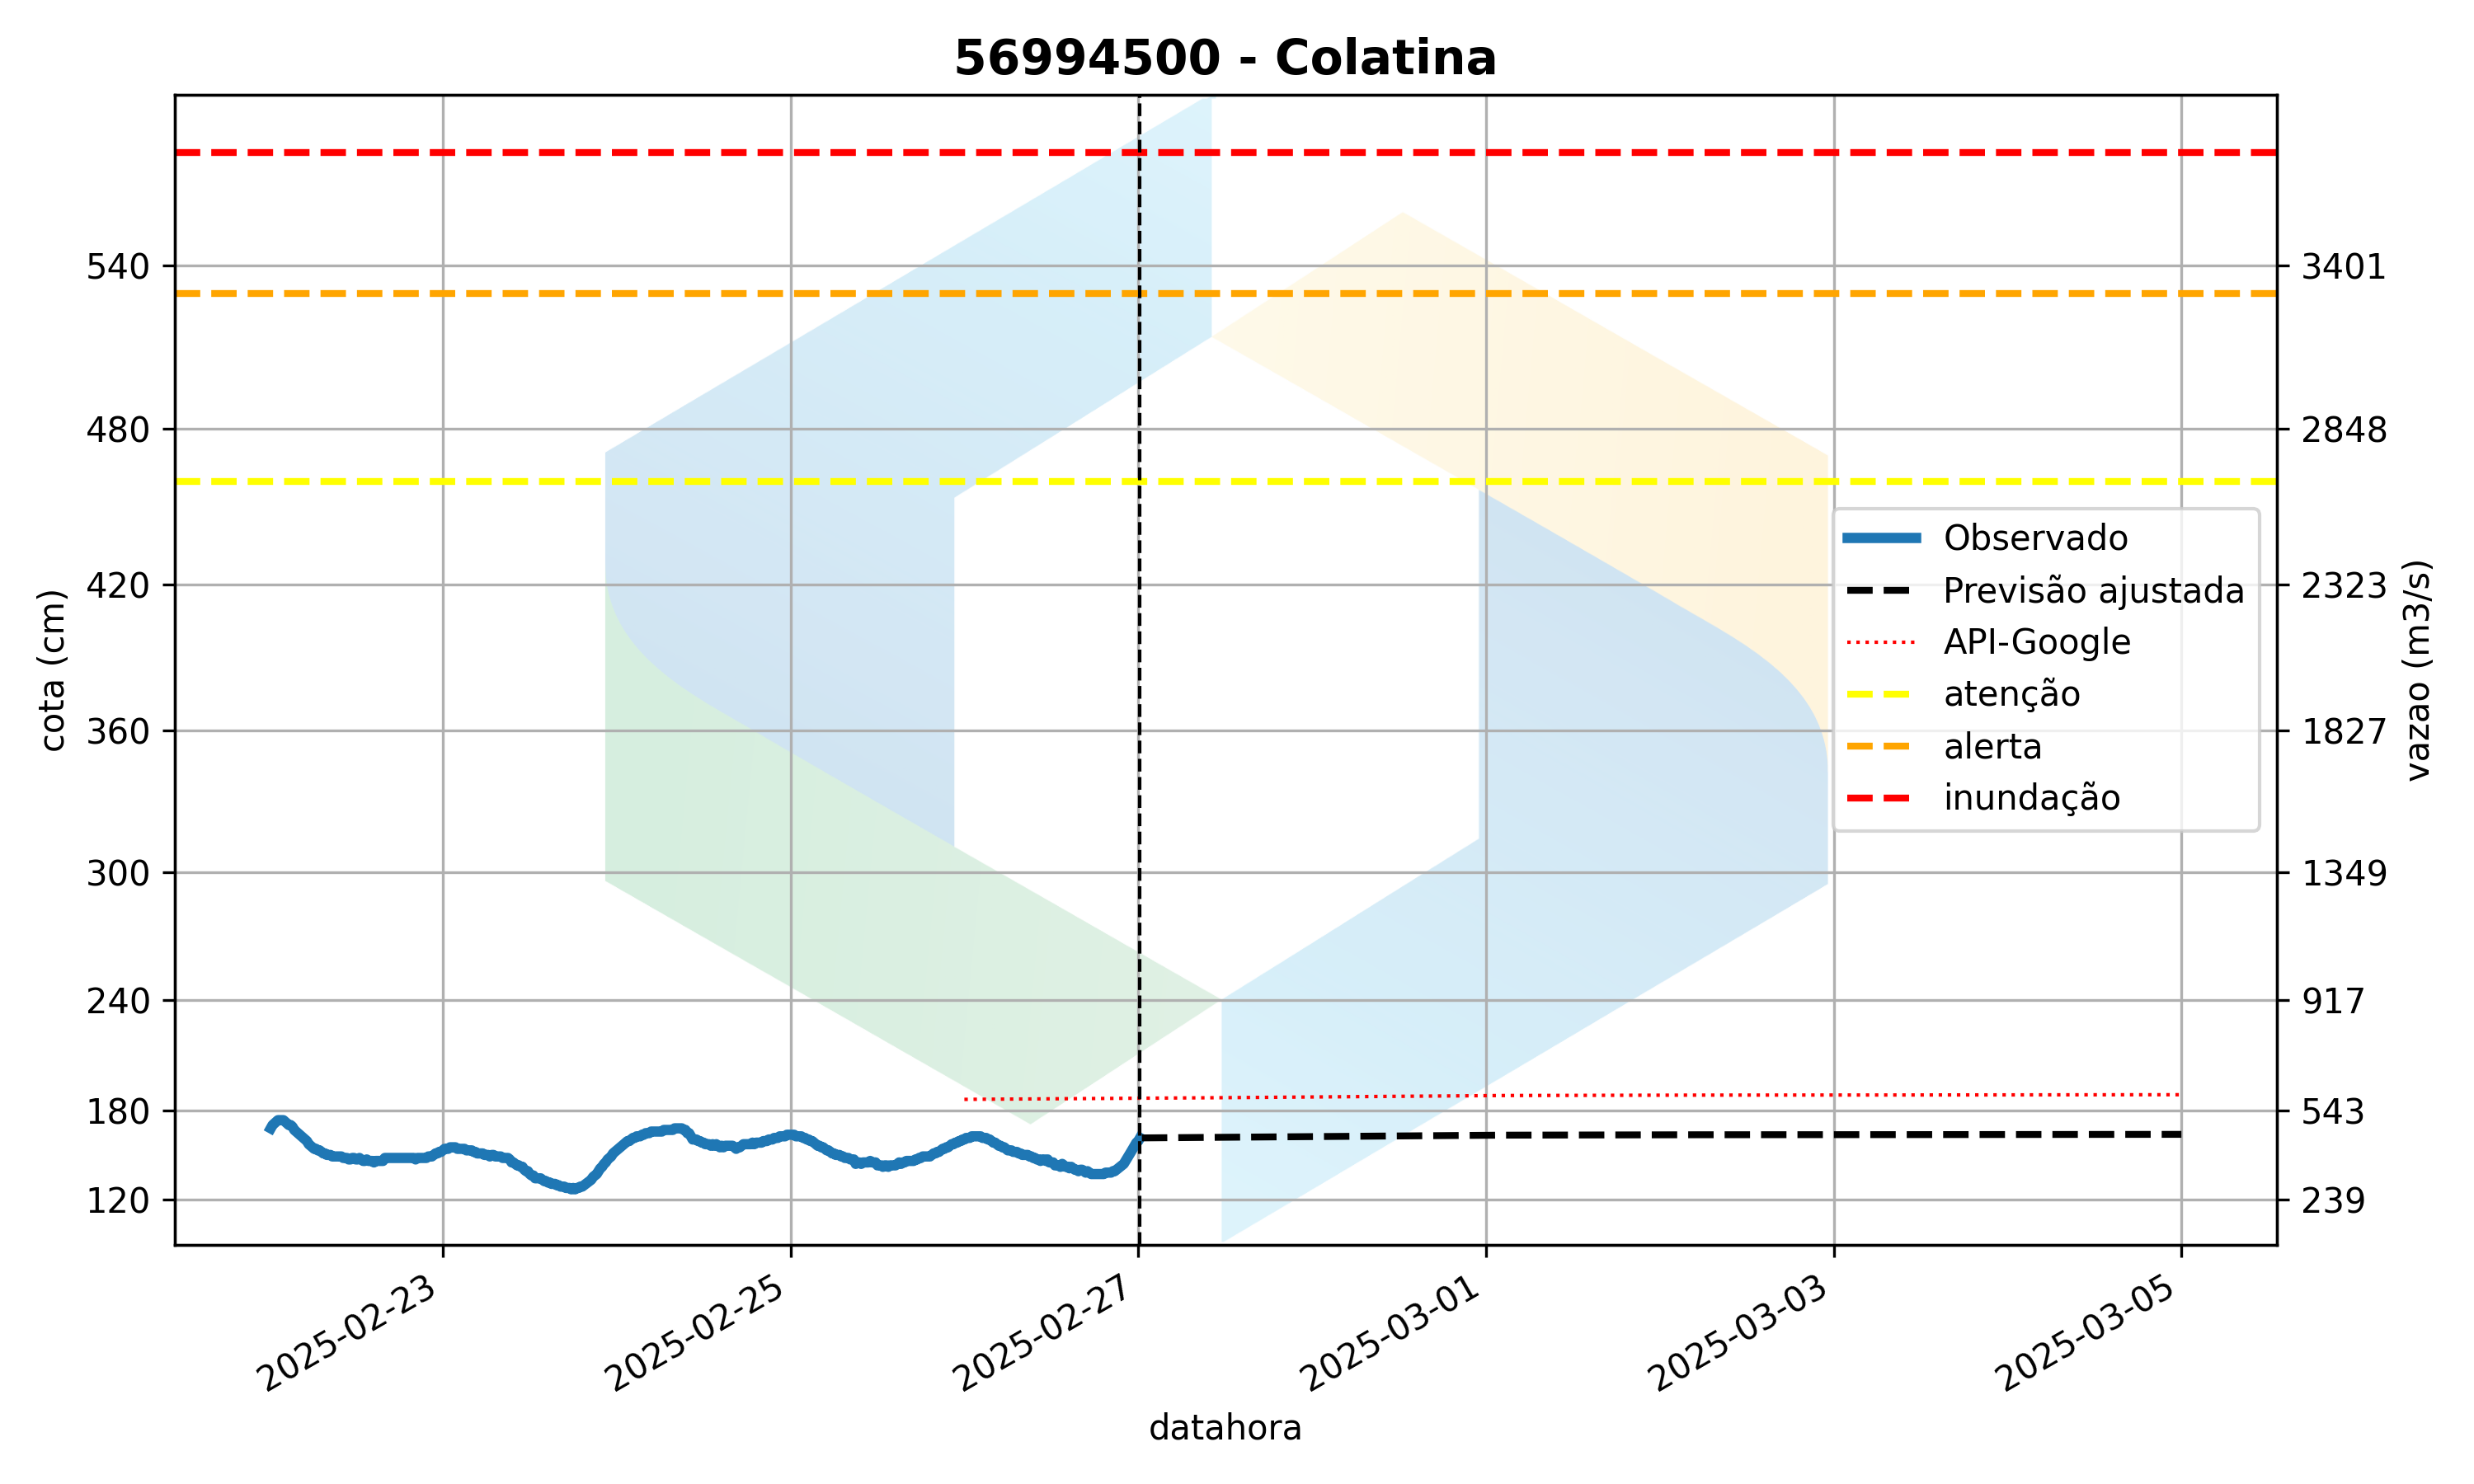 56994500 - Colatina
540
480
420
360
300
240
180
120
cota (cm)
3401
2848
2323
1827
1349
917
543
239
vazao (m3/s)
Observado
Previsão ajustada
API-Google
atenção
alerta
inundação
2025-02-23
2025-02-25
2025-02-27
2025-03-01
2025-03-03
2025-03-05
datahora